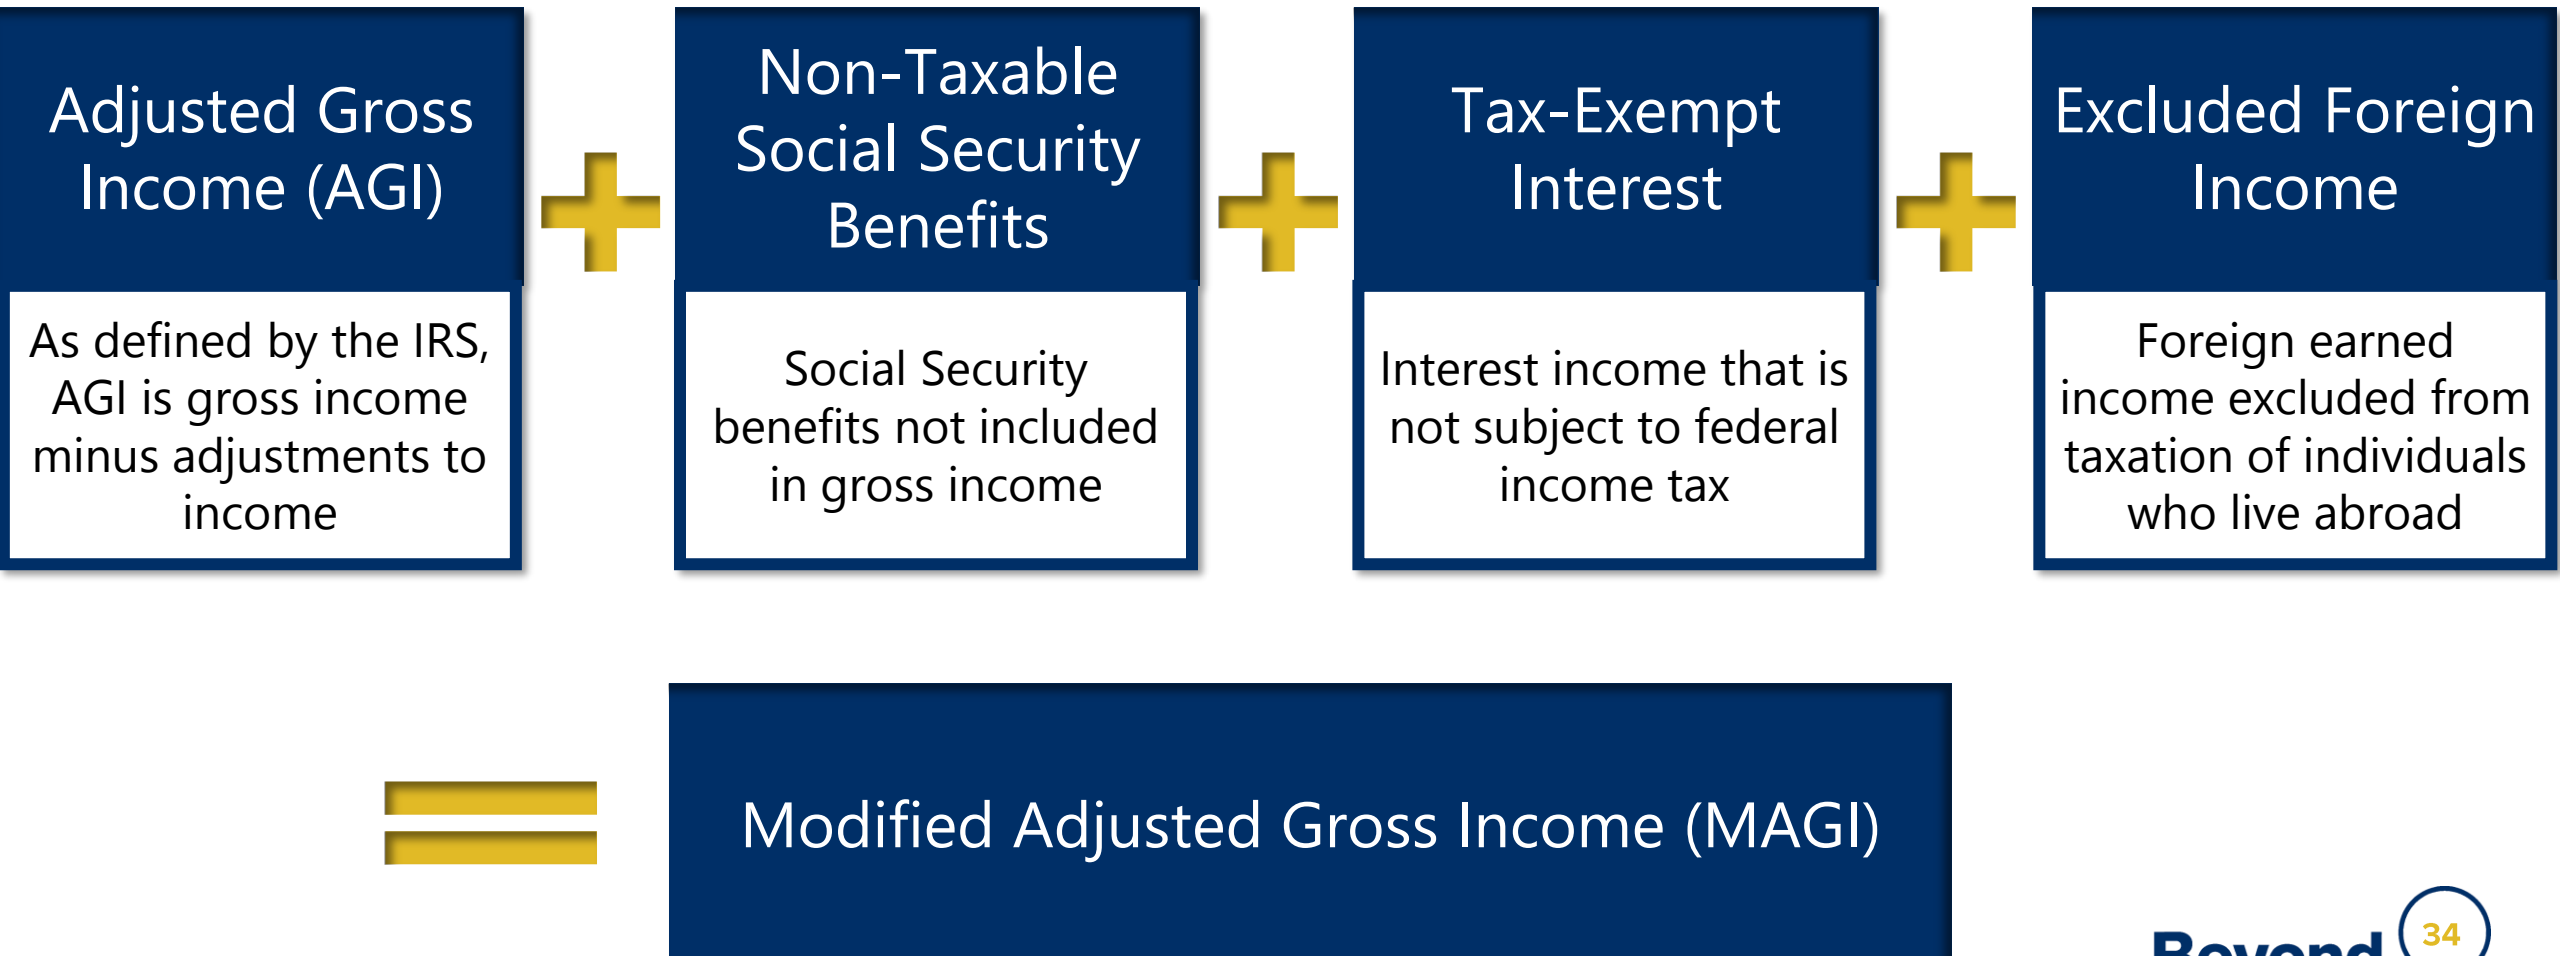 Adjusted Gross
Income (AGI)
As defined by the IRS,
AGI is gross income
minus adjustments to
income
Non-Taxable
Social Security
Benefits
Social Security
benefits not included
in gross income
Tax-Exempt
Interest
Interest income that is
not subject to federal
income tax
Excluded Foreign
Income
Foreign earned
income excluded from
taxation of individuals
who live abroad
Modified Adjusted Gross Income (MAGI)
Beyond
34